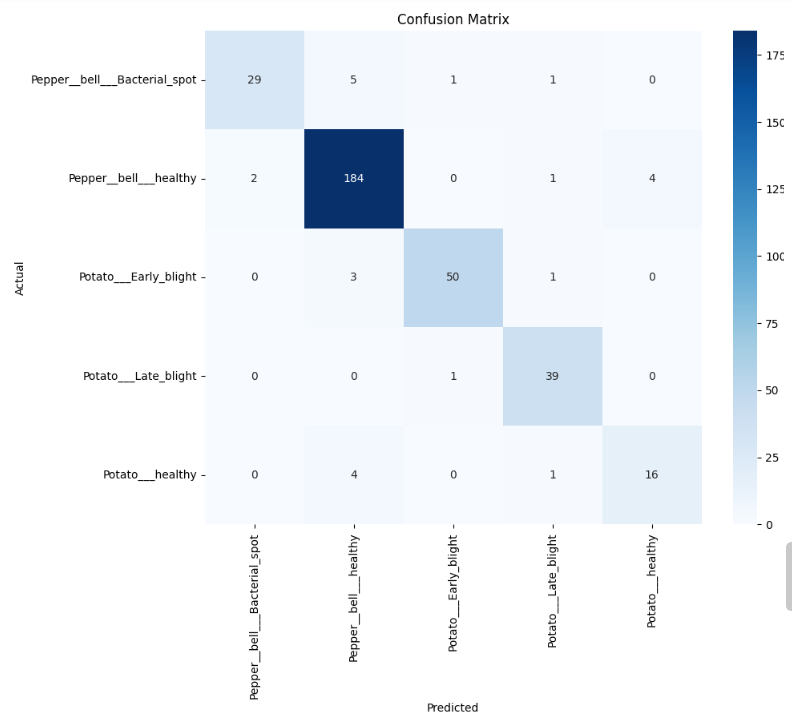 Confusion Matrix
Pepper__bell___Bacterial_spot
29 5 1 1 0
Pepper__bell___healthy
2 184 0 1 4
Potato___Early_blight
0 3 50 1 0
Potato___Late_blight
0 0 1 39 0
Potato___healthy
0 4 0 1 16
Actual
Pepper__bell___Bacterial_spot
Pepper__bell___healthy
Potato___Early_blight
Potato___Late_blight
Potato___healthy
Predicted
175
150
125
100
75
50
25
0